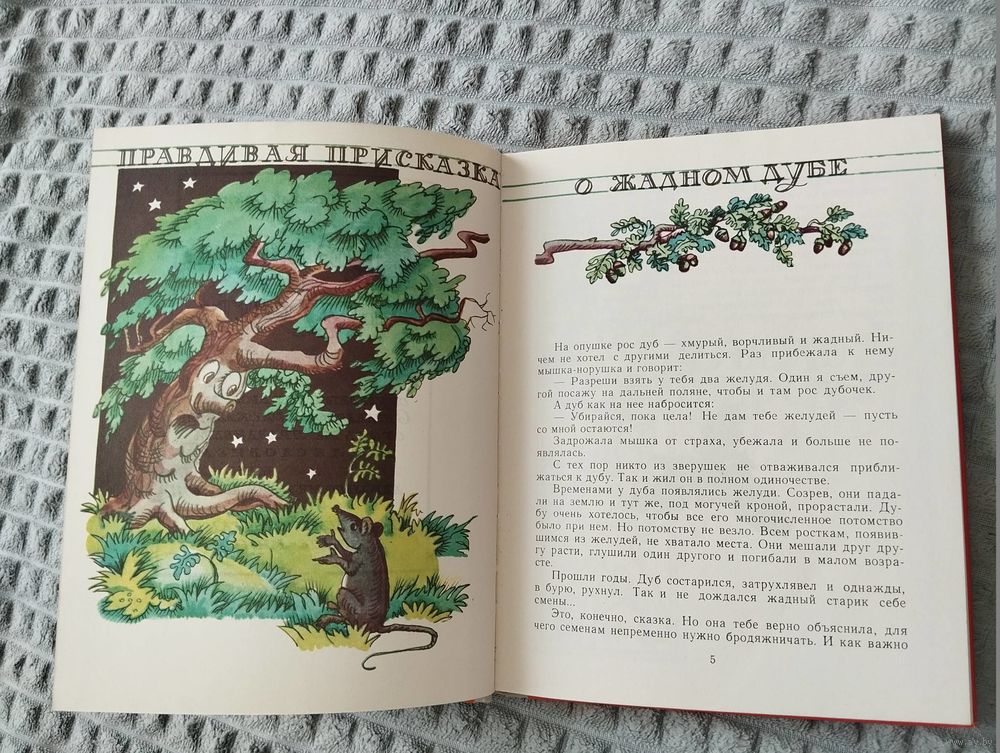 ПРАВДИВАЯ ПРИСКАЗКА
О ЖАДНОМ ДУБЕ
На опушке рос дуб — хмурый, ворчливый и жадный. Ни-
чем не хотел с другими делиться. Раз прибежала к нему
мышка-норушка и говорит:
— Разреши взять у тебя два желудя. Один я съем, дру-
гой посажу на дальней поляне, чтобы и там рос дубочек.
А дуб как на нее набросится:
— Убирайся, пока цела! Не дам тебе желудей — пусть
со мной остаются!
Задрожала мышка от страха, убежала и больше не по-
являлась.
С тех пор никто из зверушек не отваживался прибли-
жаться к дубу. Так и жил он в полном одиночестве.
Временами у дуба появлялись желуди. Созрев, они пада-
ли на землю и тут же, под могучей кроной, прорастали. Ду-
бу очень хотелось, чтобы все его многочисленное потомство
было при нем. Но потомству не везло. Всем росткам, появив-
шимся из желудей, не хватало места. Они мешали друг дру-
гу расти, глушили один другого и погибали в малом возра-
сте.
Прошли годы. Дуб состарился, затрухлявел и однажды,
в бурю, рухнул. Так и не дождался жадный старик себе
смены...
Это, конечно, сказка. Но она тебе верно объяснила, для
чего семенам непременно нужно бродяжничать. И как важно
5